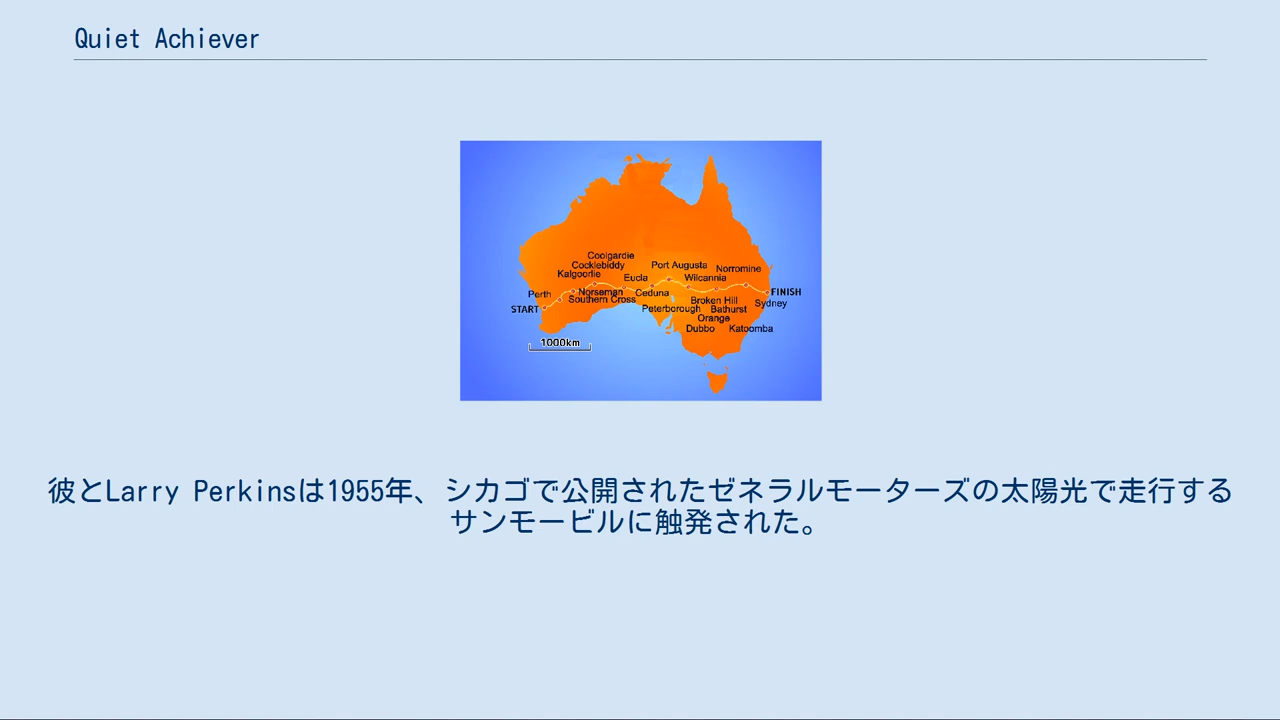 Quiet Achiever
Coolgardie
Cocklebiddy
Port Augusta
Norromine
Kalgoorlie
Eucla
Wilcannia
Perth
Norseman
Ceduna
FINISH
Southern Cross
Broken Hill
Sydney
START
Peterborough
Bathurst
Orange
Dubbo
Katoomba
1000km
彼とLarry Perkinsは1955年、シカゴで公開されたゼネラルモーターズの太陽光で走行する
サンモービルに触発された。